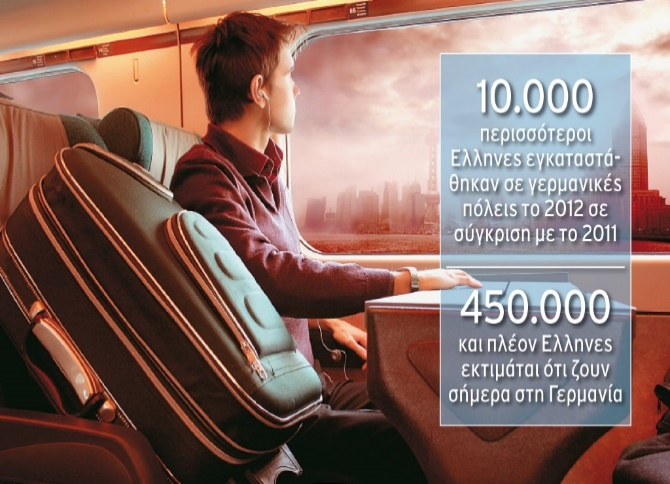 10.000
περισσότεροι
Ελληνες εγκαταστά-
θηκαν σε γερμανικές
πόλεις το 2012 σε
σύγκριση με το 2011
450.000
και πλέον Ελληνες
εκτιμάται ότι ζουν
σήμερα στη Γερμανία